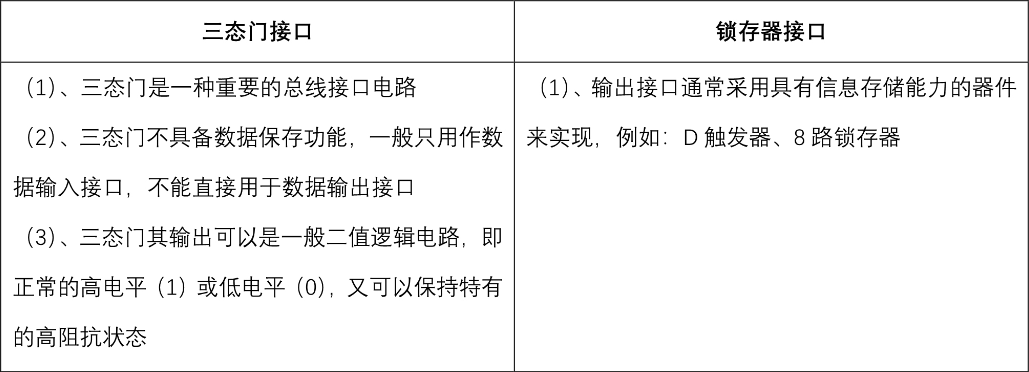 三态门接口
锁存器接口
（1）、三态门是一种重要的总线接口电路
（2）、三态门不具备数据保存功能，一般只用作数
据输入接口，不能直接用于数据输出接口
（3）、三态门其输出可以是一般二值逻辑电路，即
正常的高电平（1）或低电平（0），又可以保持特有
的高阻抗状态
（1）、输出接口通常采用具有信息存储能力的器件
来实现，例如：D 触发器、8 路锁存器